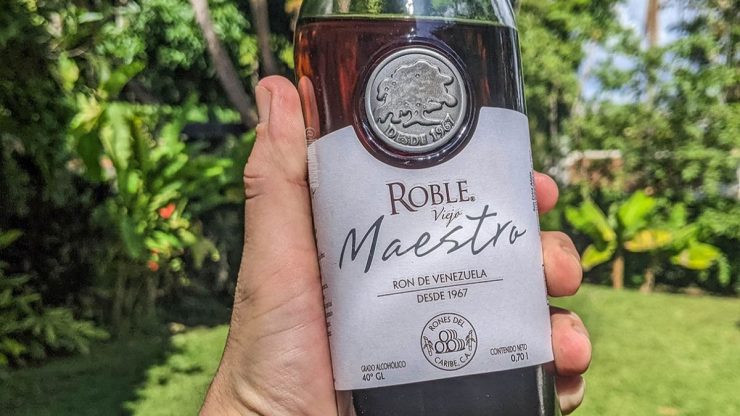 DESDE 1967
ROBLE®
Viejo
Maestro
RON DE VENEZUELA
DESDE 1967
RONES DEL
CARIBE, C.A.
GRADO ALCOHÓLICO
40° GL
CONTENIDO NETO
0,70 l